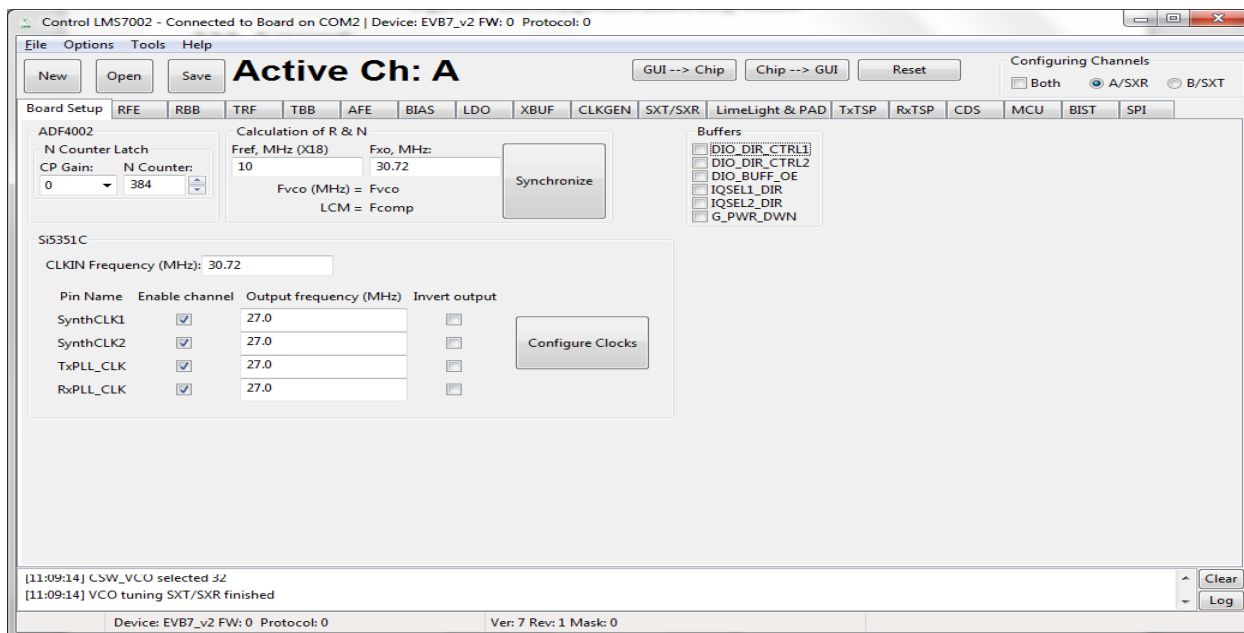 Control LMS7002 - Connected to Board on COM2 | Device: EVB7_v2 FW: 0 Protocol: 0
File Options Tools Help
New Open Save Active Ch: A GUI --> Chip Chip --> GUI Reset
Configuring Channels
Both A/SXR B/SXT
Board Setup RFE RBB TRF TBB AFE BIAS LDO XBUF CLKGEN SXT/SXR LimeLight & PAD TxTSP RxTSP CDS MCU BIST SPI
ADF4002
N Counter Latch
CP Gain: N Counter:
0 384
Calculation of R & N
Fref, MHz (X18) Fxo, MHz:
10 30.72
Fvco (MHz) = Fvco
LCM = Fcomp
Synchronize
Buffers
DIO_DIR_CTRL1
DIO_DIR_CTRL2
DIO_BUFF_OE
IQSEL1_DIR
IQSEL2_DIR
G_PWR_DWN
Si5351C
CLKIN Frequency (MHz): 30.72
Pin Name Enable channel Output frequency (MHz) Invert output
SynthCLK1 27.0
SynthCLK2 27.0
TxPLL_CLK 27.0
RxPLL_CLK 27.0
Configure Clocks
[11:09:14] CSW_VCO selected 32
[11:09:14] VCO tuning SXT/SXR finished
Clear
Log
Device: EVB7_v2 FW: 0 Protocol: 0 Ver: 7 Rev: 1 Mask: 0